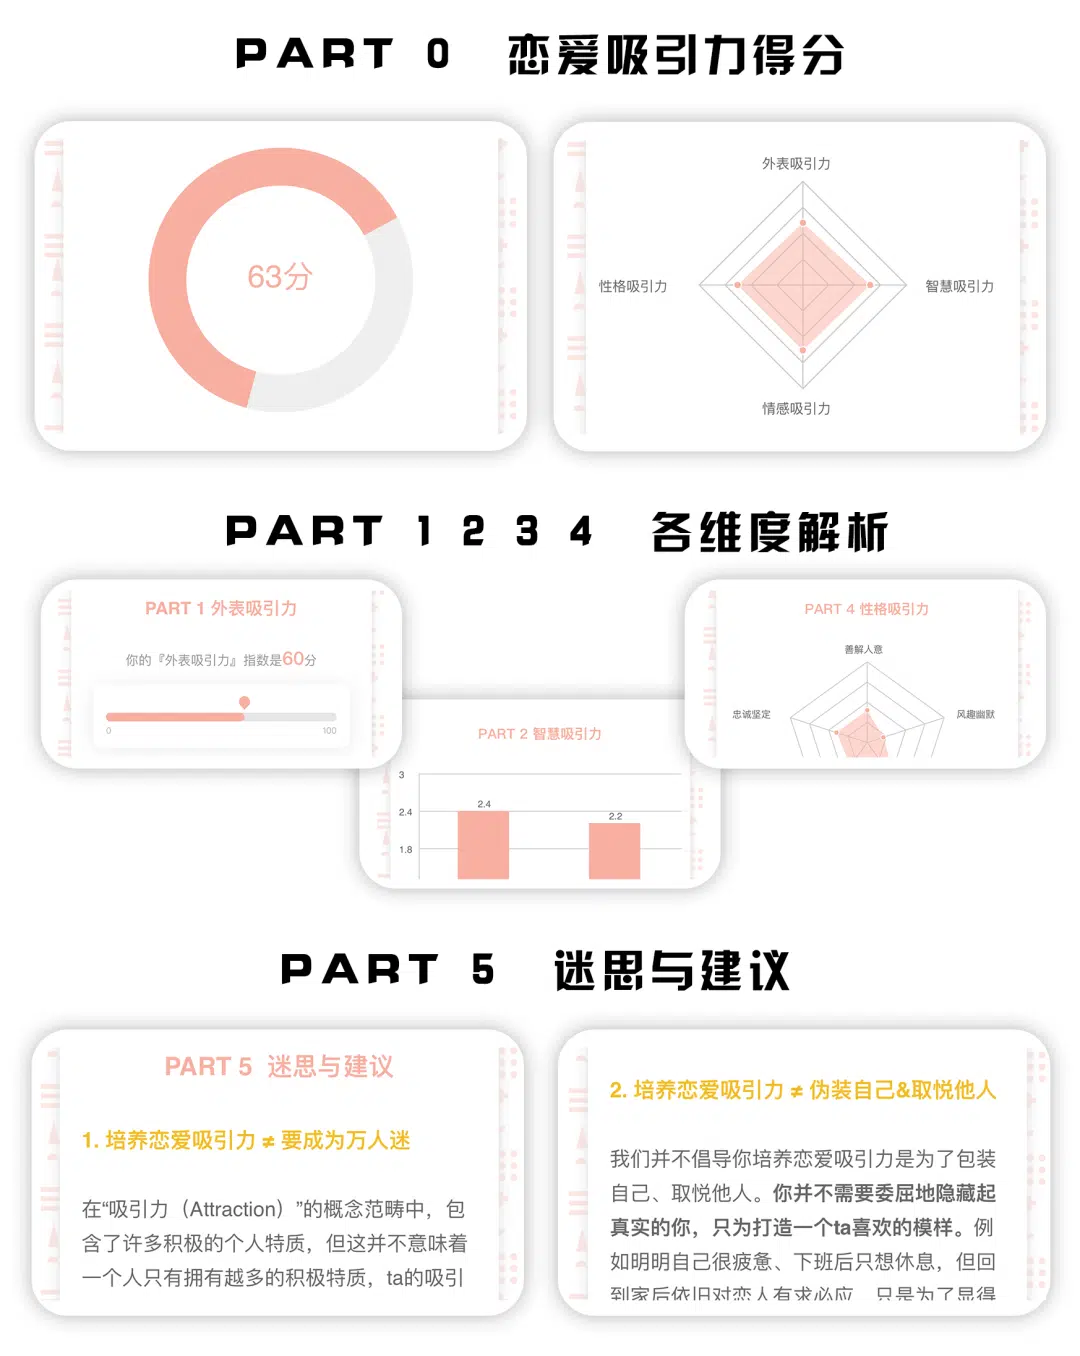 PART 0 恋爱吸引力得分
63分
外表吸引力
性格吸引力
智慧吸引力
情感吸引力
PART 1 2 3 4 各维度解析
PART 1 外表吸引力
你的『外表吸引力』指数是60分
0
100
PART 2 智慧吸引力
3
2.4
2.4
2.2
1.8
PART 4 性格吸引力
善解人意
忠诚坚定
风趣幽默
PART 5 迷思与建议
PART 5 迷思与建议
1. 培养恋爱吸引力 ≠ 要成为万人迷
在“吸引力（Attraction）”的概念范畴中，包
含了许多积极的个人特质，但这并不意味着
一个人只有拥有越多的积极特质，ta的吸引
2. 培养恋爱吸引力 ≠ 伪装自己&取悦他人
我们并不倡导你培养恋爱吸引力是为了包装
自己、取悦他人。你并不需要委屈地隐藏起
真实的你，只为打造一个ta喜欢的模样。例
如明明自己很疲惫、下班后只想休息，但回
到家后依旧对恋人有求必应，只是为了显得